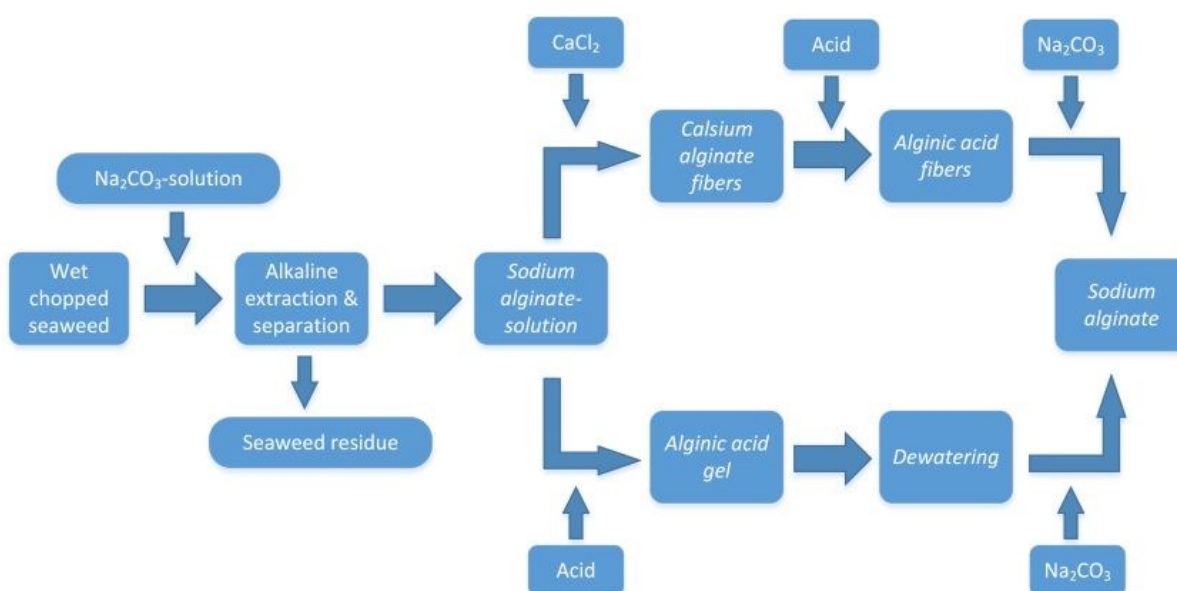 CaCl₂
Acid
Na₂CO₃
Na₂CO₃-solution
Calsium
alginate
fibers
Alginic acid
fibers
Wet
chopped
seaweed
Alkaline
extraction &
separation
Sodium
alginate-
solution
Sodium
alginate
Seaweed residue
Alginic acid
gel
Dewatering
Acid
Na₂CO₃